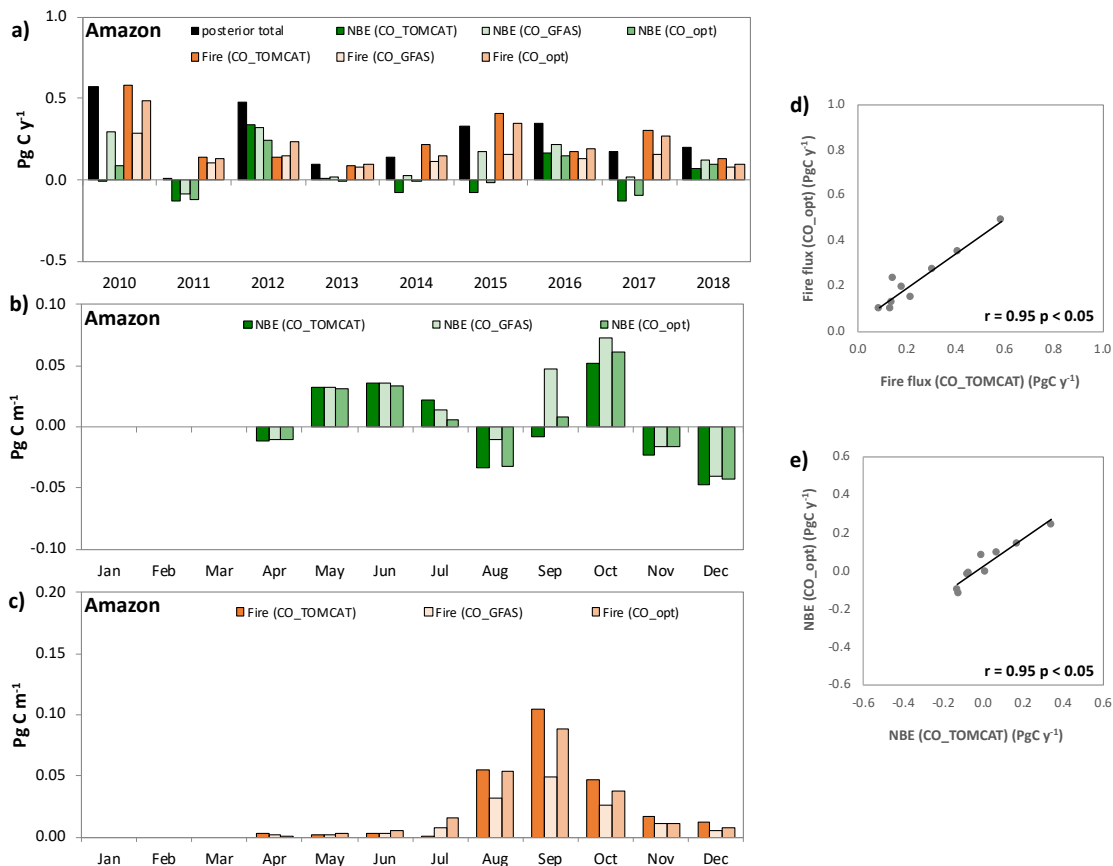 a)
Amazon
posterior total
NBE (CO_TOMCAT)
NBE (CO_GFAS)
NBE (CO_opt)
Fire (CO_TOMCAT)
Fire (CO_GFAS)
Fire (CO_opt)
Pg C y⁻¹
1.0
0.5
0.0
-0.5
2010 2011 2012 2013 2014 2015 2016 2017 2018
b)
Amazon
NBE (CO_TOMCAT)
NBE (CO_GFAS)
NBE (CO_opt)
Pg C m⁻¹
0.10
0.05
0.00
-0.05
-0.10
Jan Feb Mar Apr May Jun Jul Aug Sep Oct Nov Dec
c)
Amazon
Fire (CO_TOMCAT)
Fire (CO_GFAS)
Fire (CO_opt)
Pg C m⁻¹
0.20
0.15
0.10
0.05
0.00
Jan Feb Mar Apr May Jun Jul Aug Sep Oct Nov Dec
d)
Fire flux (CO_opt) (PgC y⁻¹)
1.0
0.8
0.6
0.4
0.2
0.0
r = 0.95 p < 0.05
0.0 0.2 0.4 0.6 0.8 1.0
Fire flux (CO_TOMCAT) (PgC y⁻¹)
e)
NBE (CO_opt) (PgC y⁻¹)
0.6
0.4
0.2
0.0
-0.2
-0.4
-0.6
r = 0.95 p < 0.05
-0.6 -0.4 -0.2 0.0 0.2 0.4 0.6
NBE (CO_TOMCAT) (PgC y⁻¹)